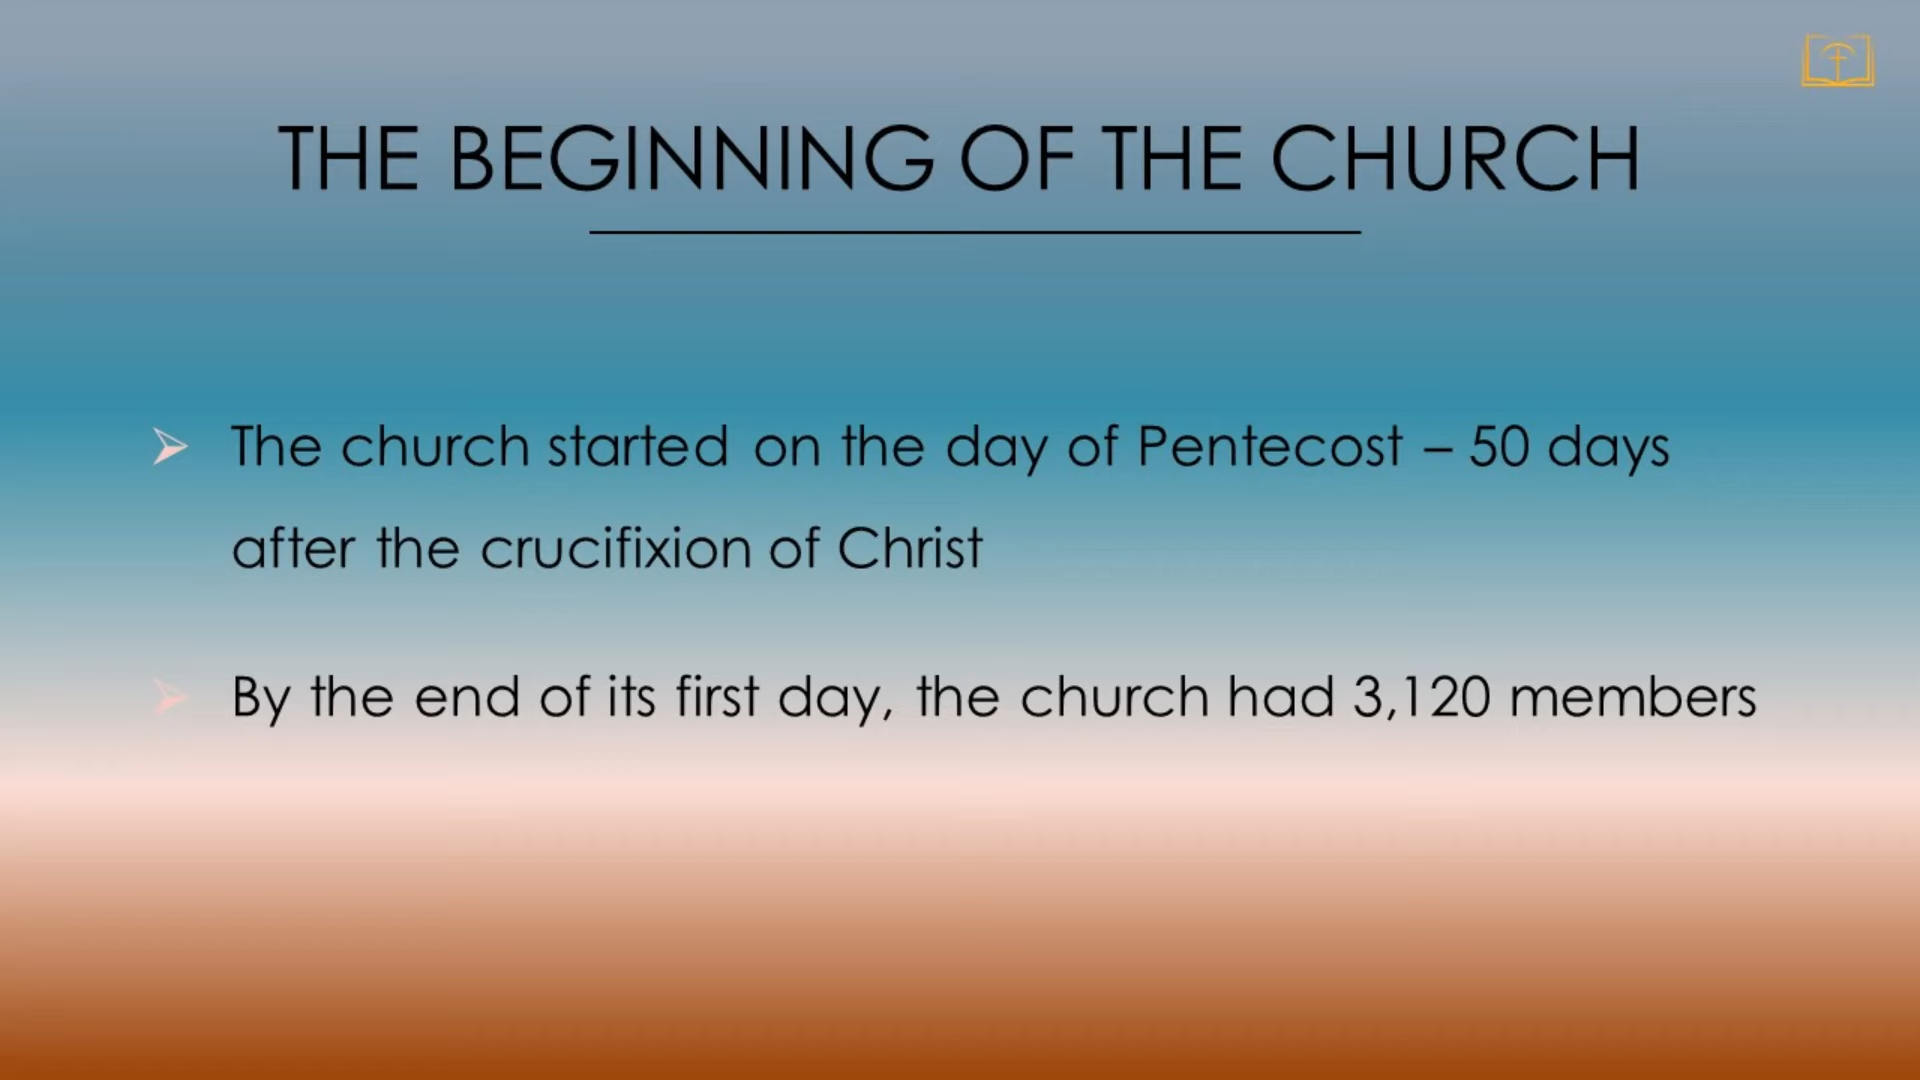 THE BEGINNING OF THE CHURCH
The church started on the day of Pentecost – 50 days
after the crucifixion of Christ
By the end of its first day, the church had 3,120 members